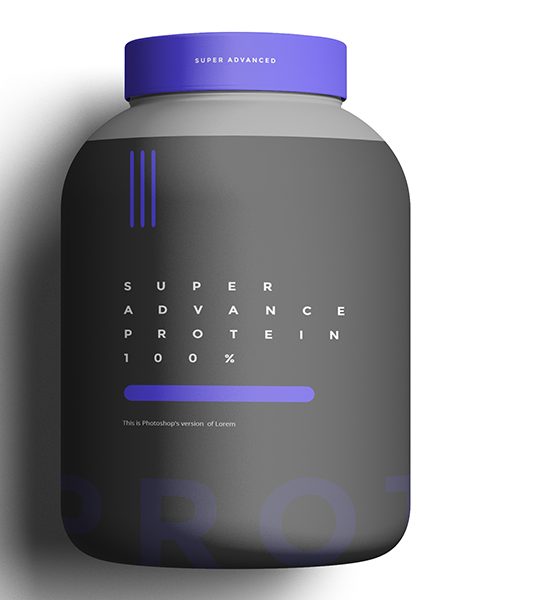 SUPER ADVANCED
SUPER
ADVANCE
PROTEIN
100%
This is Photoshop's version of Lorem
PROT